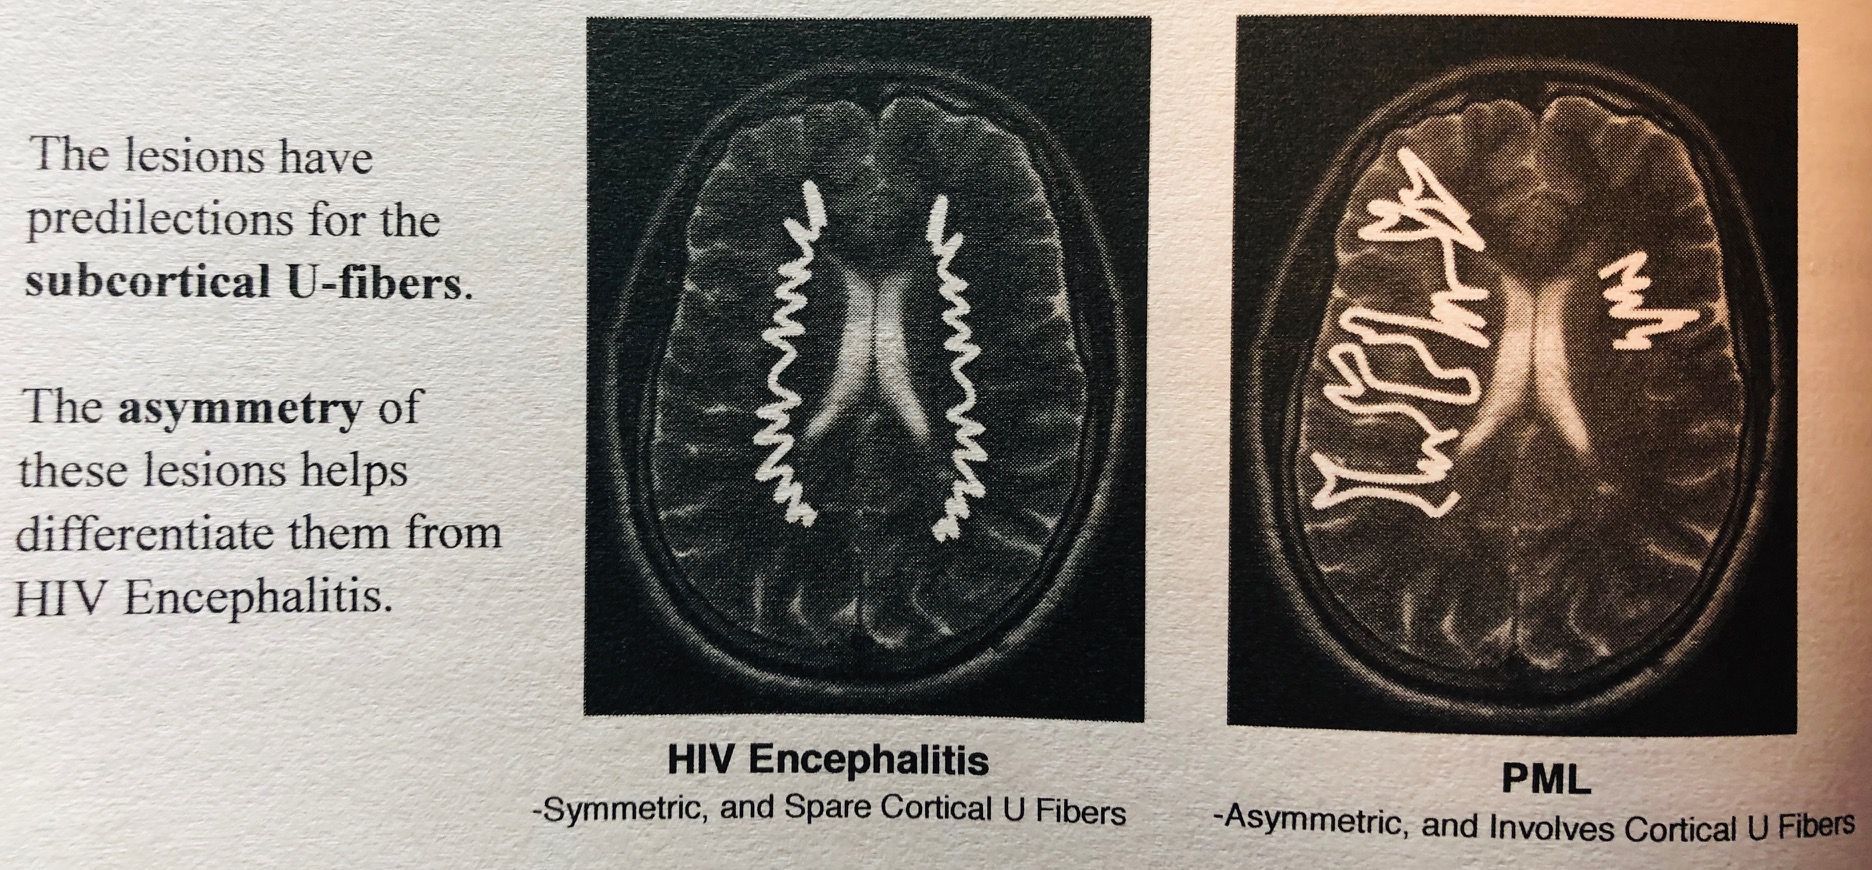 The lesions have
predilections for the
subcortical U-fibers.
The asymmetry of
these lesions helps
differentiate them from
HIV Encephalitis.
HIV Encephalitis
-Symmetric, and Spare Cortical U Fibers
PML
-Asymmetric, and Involves Cortical U Fibers